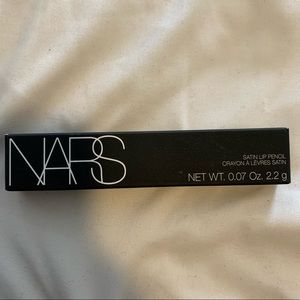 NARS
SATIN LIP PENCIL
CRAYON À LÈVRES SATIN
NET WT. 0.07 Oz. 2.2 g